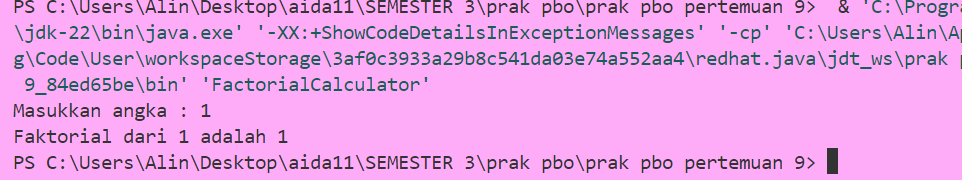 PS C:\Users\Alin\Desktop\aida11\SEMESTER 3\prak pbo\prak pbo pertemuan 9>  & 'C:\Progra
\jdk-22\bin\java.exe' '-XX:+ShowCodeDetailsInExceptionMessages' '-cp' 'C:\Users\Alin\Ap
g\Code\User\workspaceStorage\3af0c3933a29b8c541da03e74a552aa4\redhat.java\jdt_ws\prak p
9_84ed65be\bin' 'FactorialCalculator'
Masukkan angka : 1
Faktorial dari 1 adalah 1
PS C:\Users\Alin\Desktop\aida11\SEMESTER 3\prak pbo\prak pbo pertemuan 9>